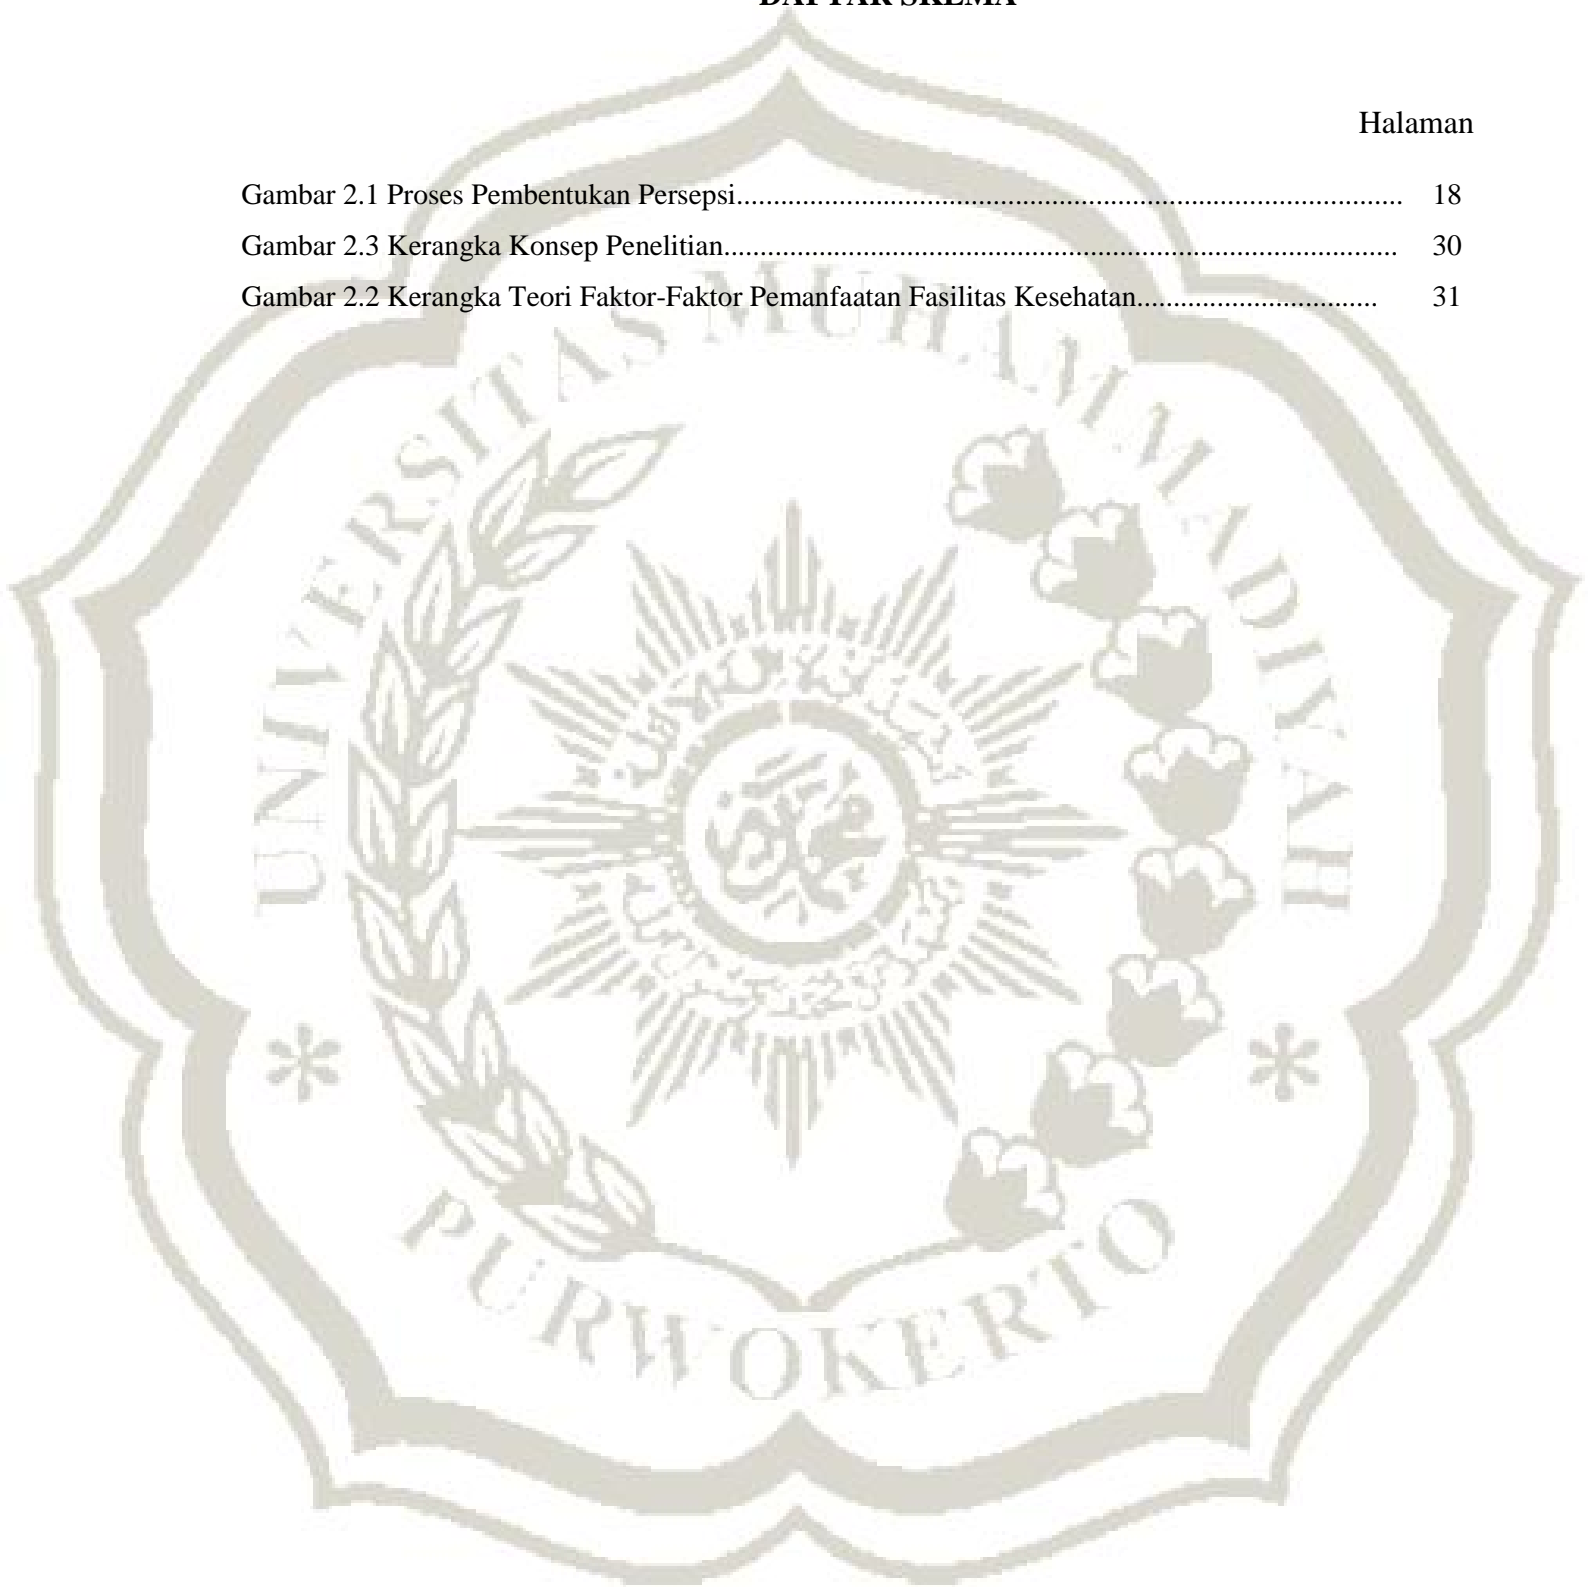 DAFTAR SKEMA
Halaman
Gambar 2.1 Proses Pembentukan Persepsi.......................................................................................... 18
Gambar 2.3 Kerangka Konsep Penelitian........................................................................................... 30
Gambar 2.2 Kerangka Teori Faktor-Faktor Pemanfaatan Fasilitas Kesehatan................................. 31
UNIVERSITAS MUHAMMADIYAH
PURWOKERTO